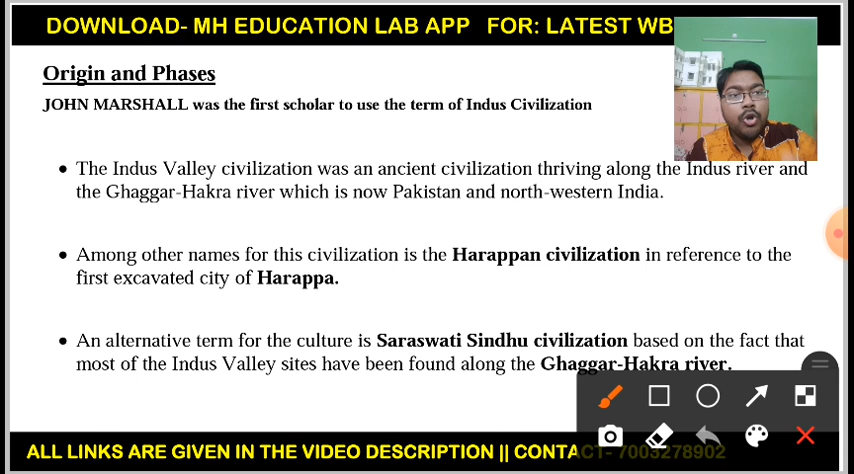 DOWNLOAD- MH EDUCATION LAB APP FOR: LATEST WB
Origin and Phases
JOHN MARSHALL was the first scholar to use the term of Indus Civilization
• The Indus Valley civilization was an ancient civilization thriving along the Indus river and
the Ghaggar-Hakra river which is now Pakistan and north-western India.
• Among other names for this civilization is the Harappan civilization in reference to the
first excavated city of Harappa.
• An alternative term for the culture is Saraswati Sindhu civilization based on the fact that
most of the Indus Valley sites have been found along the Ghaggar-Hakra river.
ALL LINKS ARE GIVEN IN THE VIDEO DESCRIPTION || CONTACT- 7003278902